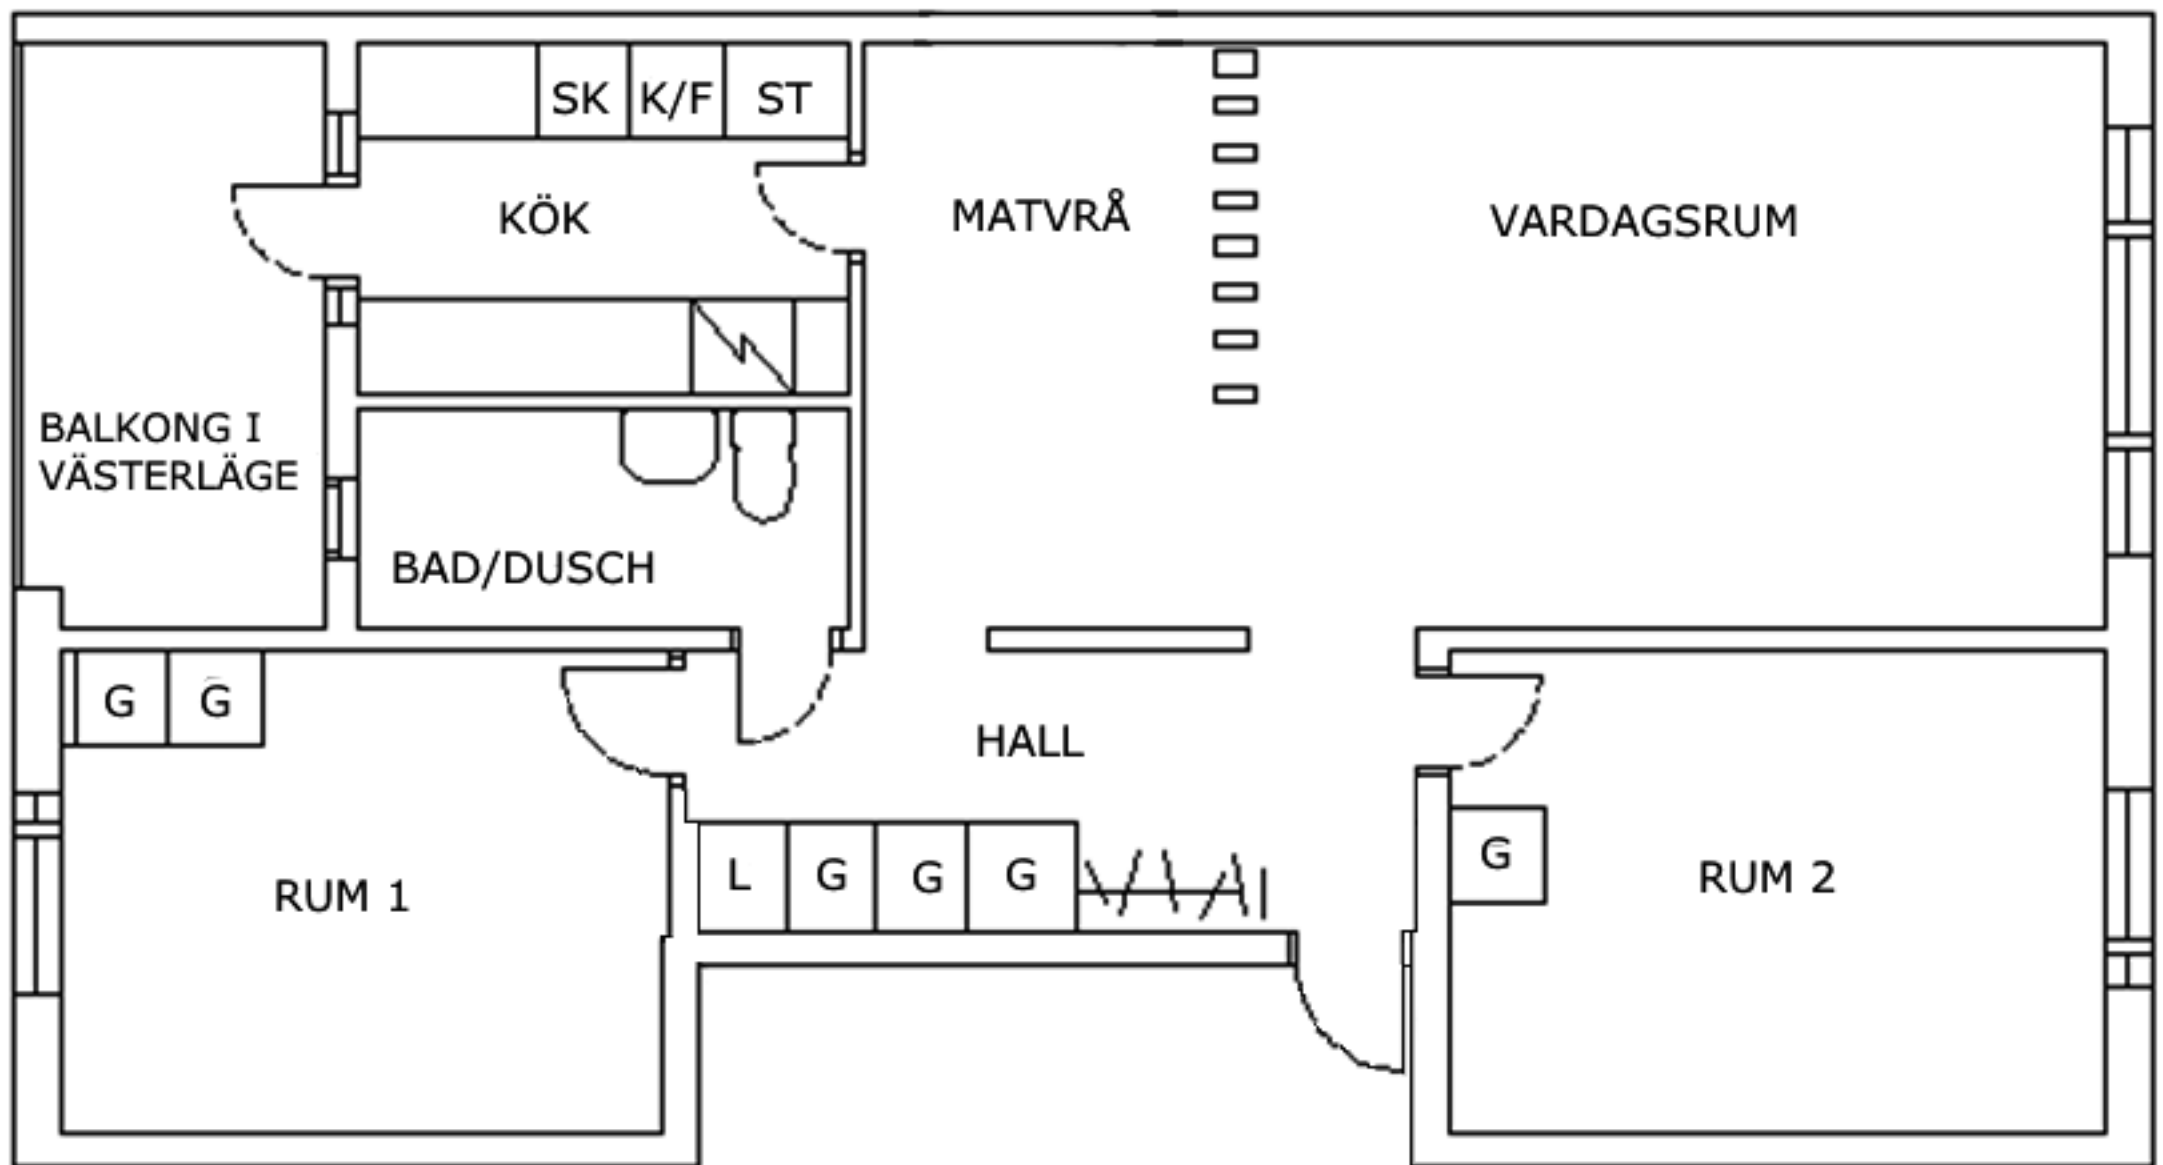 SK K/F ST
KÖK
MATVRÅ
VARDAGSRUM
BALKONG I
VÄSTERLÄGE
BAD/DUSCH
G G
HALL
RUM 1
L G G G
G
RUM 2